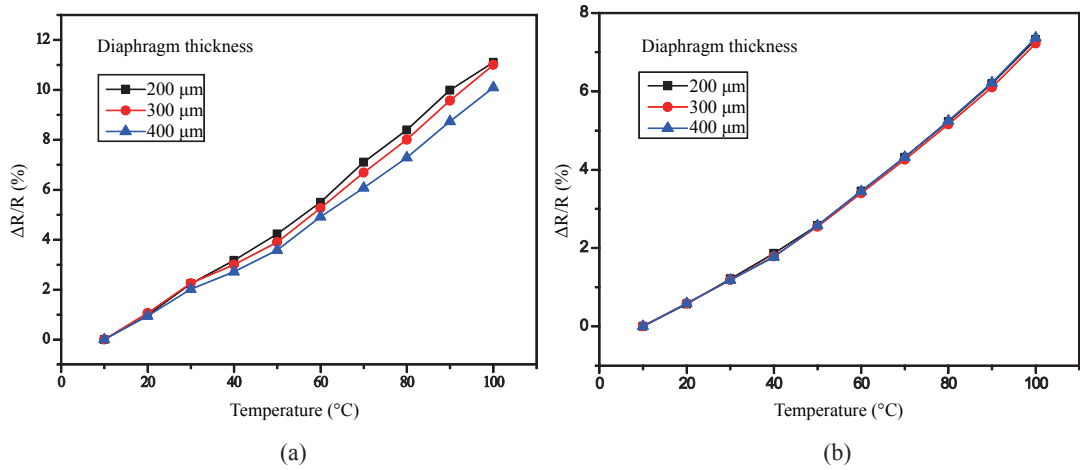 12
10
8
6
4
2
0
ΔR/R (%)
Diaphragm thickness
200 μm
300 μm
400 μm
0 20 40 60 80 100
Temperature (°C)
(a)
8
6
4
2
0
ΔR/R (%)
Diaphragm thickness
200 μm
300 μm
400 μm
0 20 40 60 80 100
Temperature (°C)
(b)